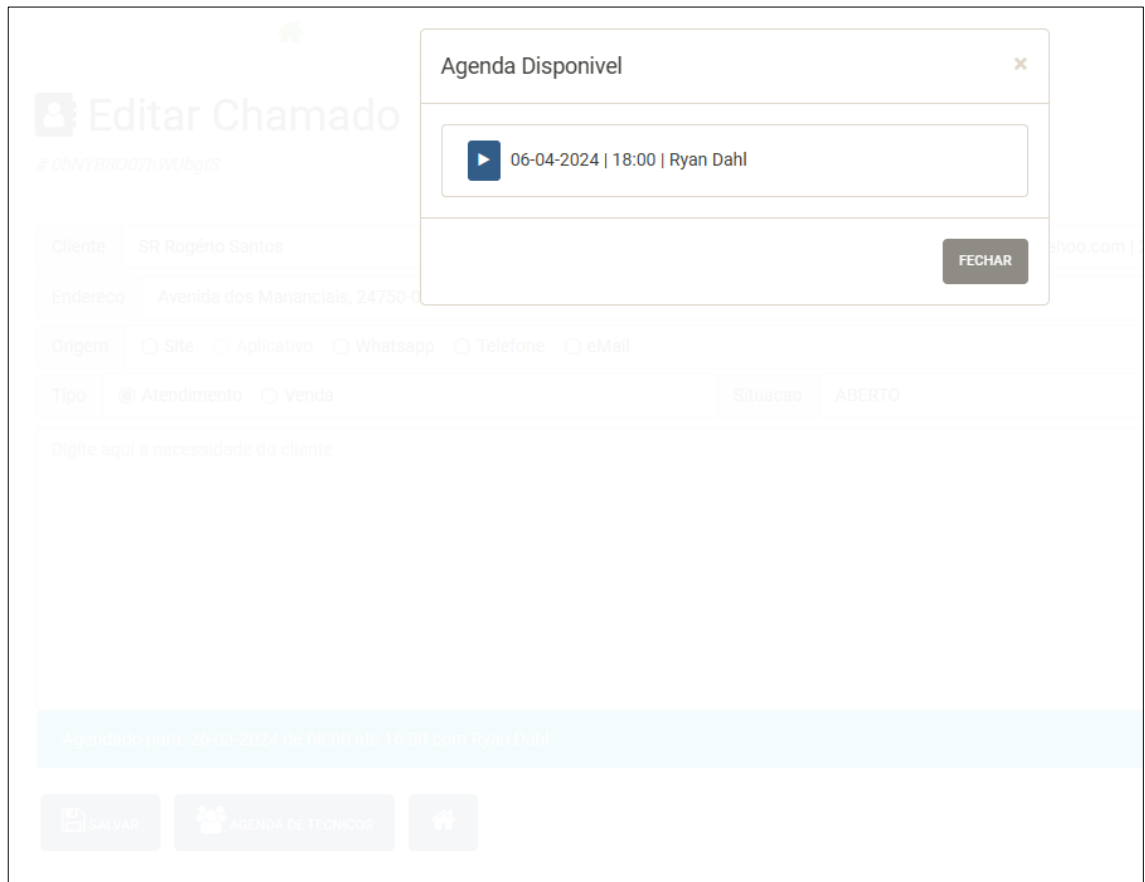 Agenda Disponivel ×
06-04-2024 | 18:00 | Ryan Dahl
FECHAR
Editar Chamado
Cliente SR Rogério Santos ahoo.com |
Endereco Avenida dos Mananciais, 24750-0
Origem Site Aplicativo Whatsapp Telefone eMail
Tipo Atendimento Venda Situacao ABERTO
Digite aqui a necessidade do cliente
Agendado para: 26-03-2024 de 08:00 ate 16:00 com Ryan Dahl
SALVAR AGENDA DE TECNICOS